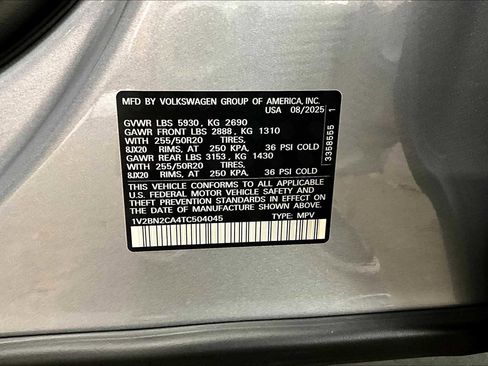 MFD BY VOLKSWAGEN GROUP OF AMERICA, INC.
USA 08/2025
GVWR LBS 5930, KG 2690
GAWR FRONT LBS 2888, KG 1310
WITH 255/50R20 TIRES,
8JX20 RIMS, AT 250 KPA, 36 PSI COLD
GAWR REAR LBS 3153, KG 1430
WITH 255/50R20 TIRES,
8JX20 RIMS, AT 250 KPA, 36 PSI COLD
THIS VEHICLE CONFORMS TO ALL APPLICABLE
U.S. FEDERAL MOTOR VEHICLE SAFETY AND
THEFT PREVENTION STANDARDS IN EFFECT
ON THE DATE OF MANUFACTURE SHOWN ABOVE.
1V2BN2CA4TC504045 TYPE: MPV
3358555 1